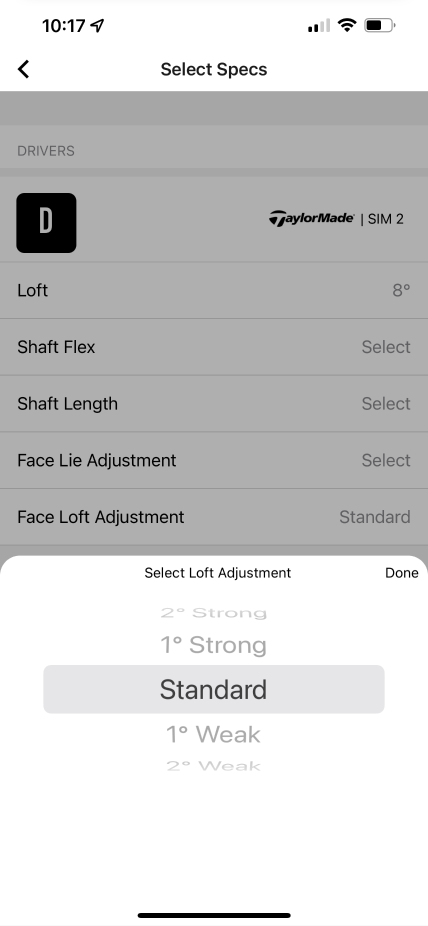 10:17
Select Specs
DRIVERS
D
TaylorMade | SIM 2
Loft 8°
Shaft Flex Select
Shaft Length Select
Face Lie Adjustment Select
Face Loft Adjustment Standard
Select Loft Adjustment Done
2° Strong
1° Strong
Standard
1° Weak
2° Weak